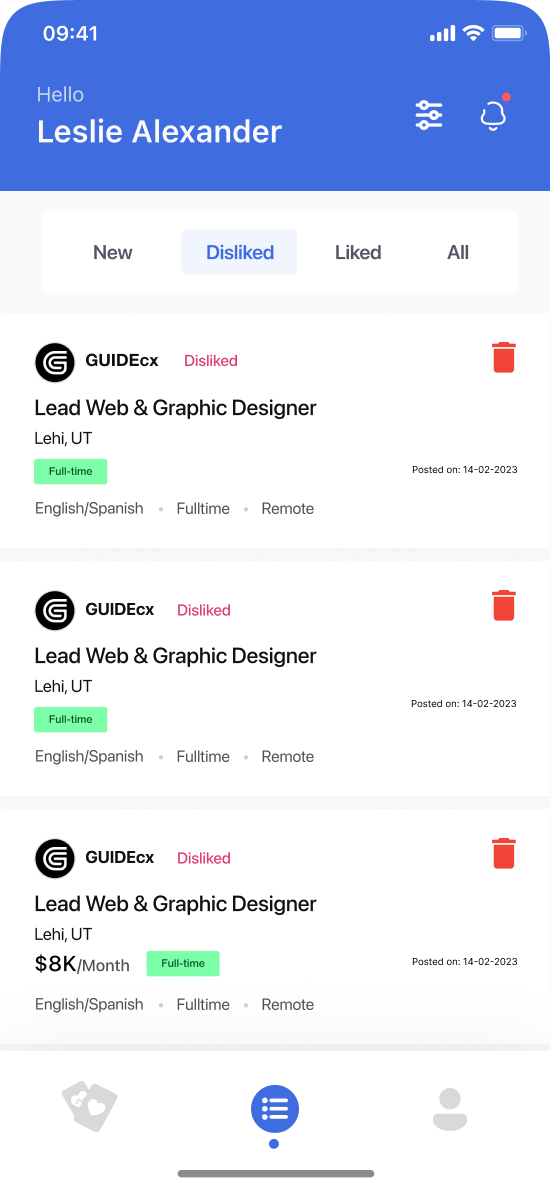 09:41
Hello
Leslie Alexander
New Disliked Liked All
GUIDEcx Disliked
Lead Web & Graphic Designer
Lehi, UT
Full-time Posted on: 14-02-2023
English/Spanish • Fulltime • Remote
GUIDEcx Disliked
Lead Web & Graphic Designer
Lehi, UT
Posted on: 14-02-2023
Full-time
English/Spanish • Fulltime • Remote
GUIDEcx Disliked
Lead Web & Graphic Designer
Lehi, UT
$8K/Month Full-time Posted on: 14-02-2023
English/Spanish • Fulltime • Remote